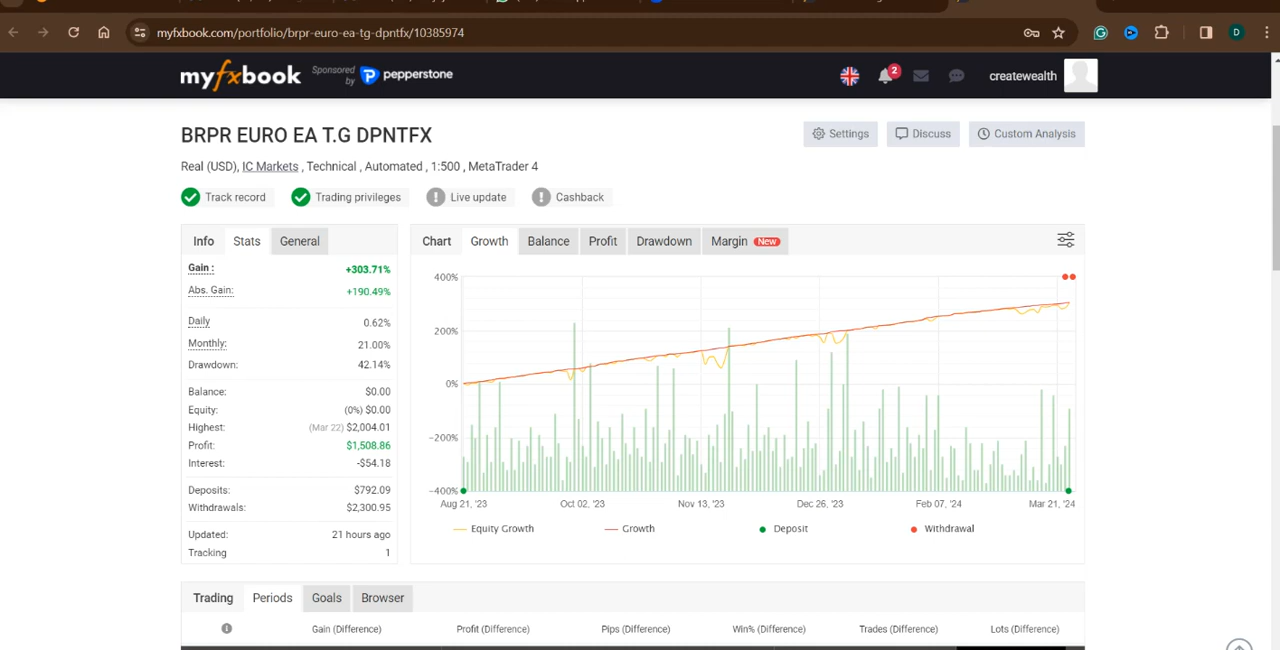 myfxbook.com/portfolio/brpr-euro-ea-tg-dpntfx/10385974
D
myfxbook Sponsored by P pepperstone
2
createwealth
BRPR EURO EA T.G DPNTFX
Settings Discuss Custom Analysis
Real (USD), IC Markets , Technical , Automated , 1:500 , MetaTrader 4
Track record Trading privileges Live update Cashback
Info Stats General
Gain : +303.71%
Abs. Gain: +190.49%
Daily 0.62%
Monthly: 21.00%
Drawdown: 42.14%
Balance: $0.00
Equity: (0%) $0.00
Highest: (Mar 22) $2,004.01
Profit: $1,508.86
Interest: -$54.18
Deposits: $792.09
Withdrawals: $2,300.95
Updated: 21 hours ago
Tracking 1
Chart Growth Balance Profit Drawdown Margin New
400%
200%
0%
-200%
-400%
Aug 21, '23 Oct 02, '23 Nov 13, '23 Dec 26, '23 Feb 07, '24 Mar 21, '24
Equity Growth Growth Deposit Withdrawal
Trading Periods Goals Browser
Gain (Difference) Profit (Difference) Pips (Difference) Win% (Difference) Trades (Difference) Lots (Difference)